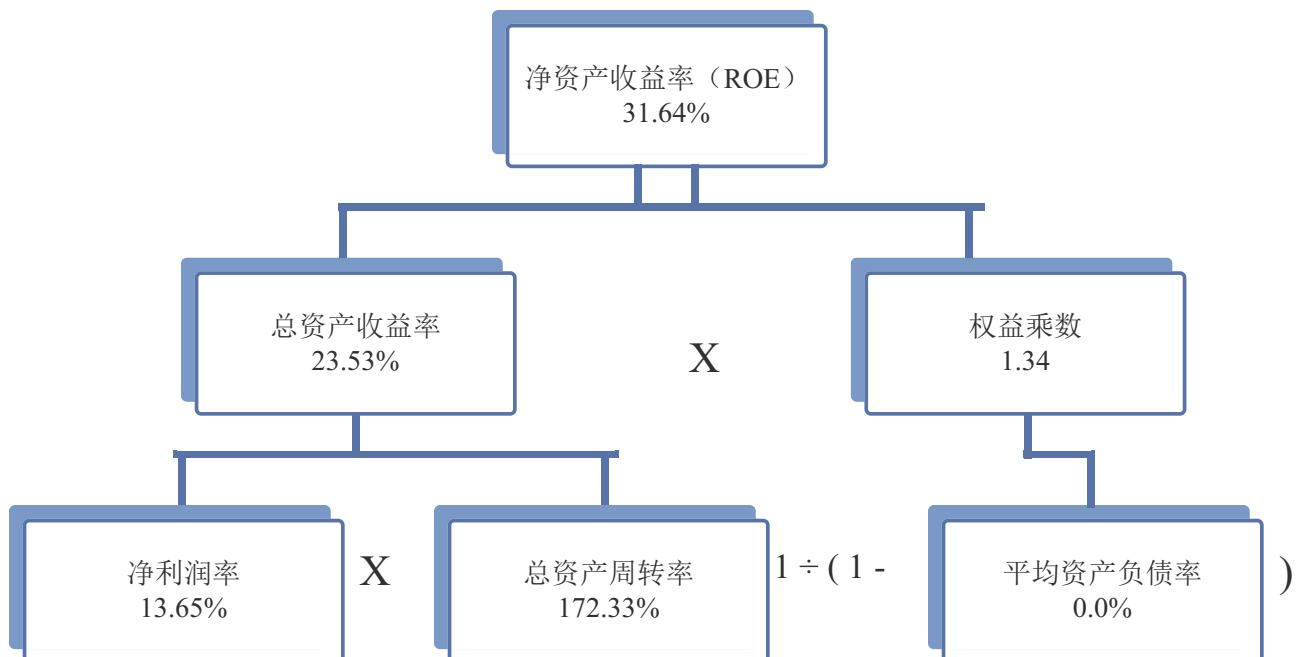 净资产收益率（ROE）
31.64%
总资产收益率
23.53%
X
权益乘数
1.34
净利润率
13.65%
X
总资产周转率
172.33%
1 ÷ ( 1 -
平均资产负债率
0.0%
)